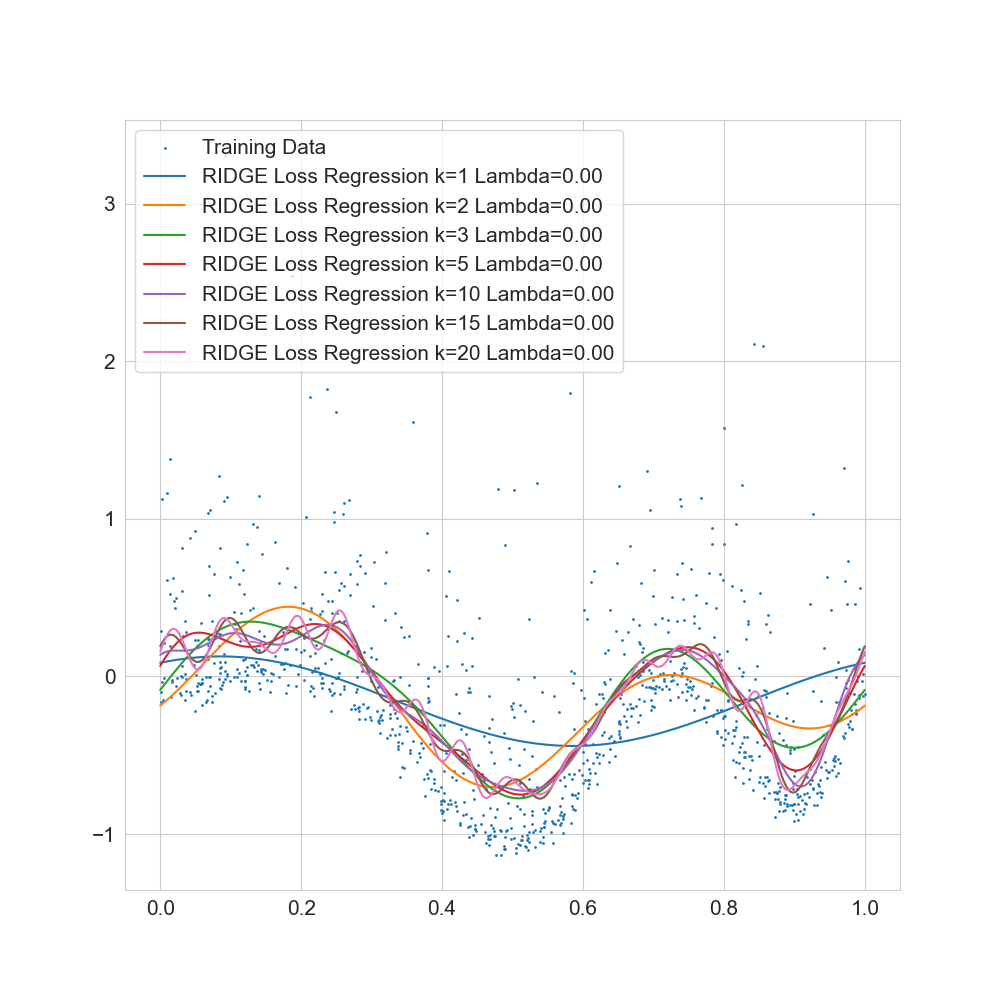 Training Data
RIDGE Loss Regression k=1 Lambda=0.00
RIDGE Loss Regression k=2 Lambda=0.00
RIDGE Loss Regression k=3 Lambda=0.00
RIDGE Loss Regression k=5 Lambda=0.00
RIDGE Loss Regression k=10 Lambda=0.00
RIDGE Loss Regression k=15 Lambda=0.00
RIDGE Loss Regression k=20 Lambda=0.00
3
2
1
0
−1
0.0 0.2 0.4 0.6 0.8 1.0